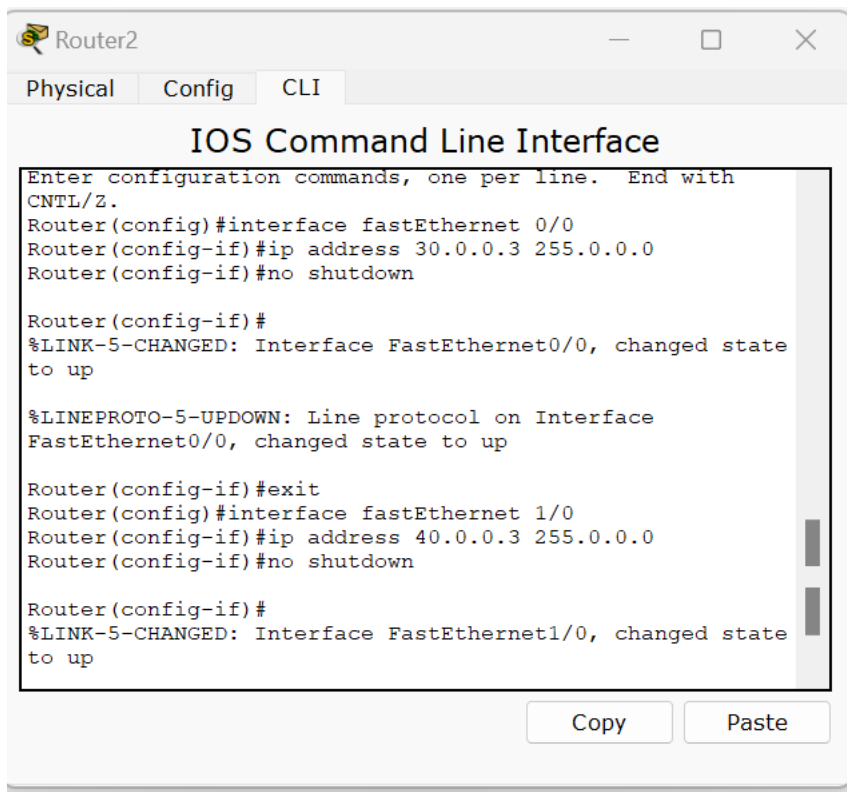 Router2
Physical Config CLI
IOS Command Line Interface
Enter configuration commands, one per line.  End with
CNTL/Z.
Router(config)#interface fastEthernet 0/0
Router(config-if)#ip address 30.0.0.3 255.0.0.0
Router(config-if)#no shutdown
Router(config-if)#
%LINK-5-CHANGED: Interface FastEthernet0/0, changed state
to up
%LINEPROTO-5-UPDOWN: Line protocol on Interface
FastEthernet0/0, changed state to up
Router(config-if)#exit
Router(config)#interface fastEthernet 1/0
Router(config-if)#ip address 40.0.0.3 255.0.0.0
Router(config-if)#no shutdown
Router(config-if)#
%LINK-5-CHANGED: Interface FastEthernet1/0, changed state
to up
Copy Paste